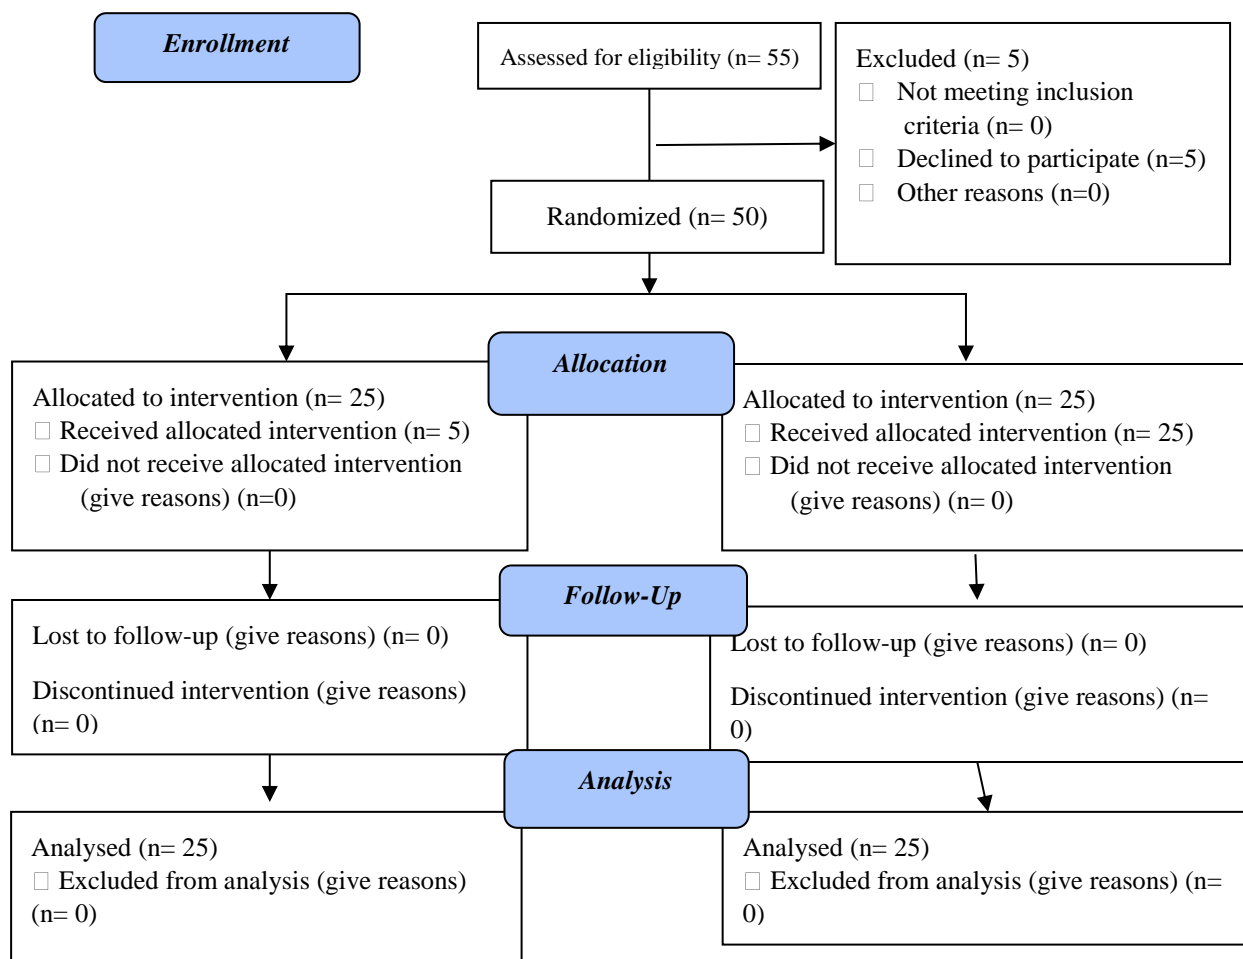 Enrollment
Assessed for eligibility (n= 55)
Excluded (n= 5)
□ Not meeting inclusion
criteria (n= 0)
□ Declined to participate (n=5)
□ Other reasons (n=0)
Randomized (n= 50)
Allocation
Allocated to intervention (n= 25)
□ Received allocated intervention (n= 5)
□ Did not receive allocated intervention
(give reasons) (n=0)
Allocated to intervention (n= 25)
□ Received allocated intervention (n= 25)
□ Did not receive allocated intervention
(give reasons) (n= 0)
Follow-Up
Lost to follow-up (give reasons) (n= 0)
Discontinued intervention (give reasons)
(n= 0)
Lost to follow-up (give reasons) (n= 0)
Discontinued intervention (give reasons) (n=
0)
Analysis
Analysed (n= 25)
□ Excluded from analysis (give reasons)
(n= 0)
Analysed (n= 25)
□ Excluded from analysis (give reasons) (n=
0)